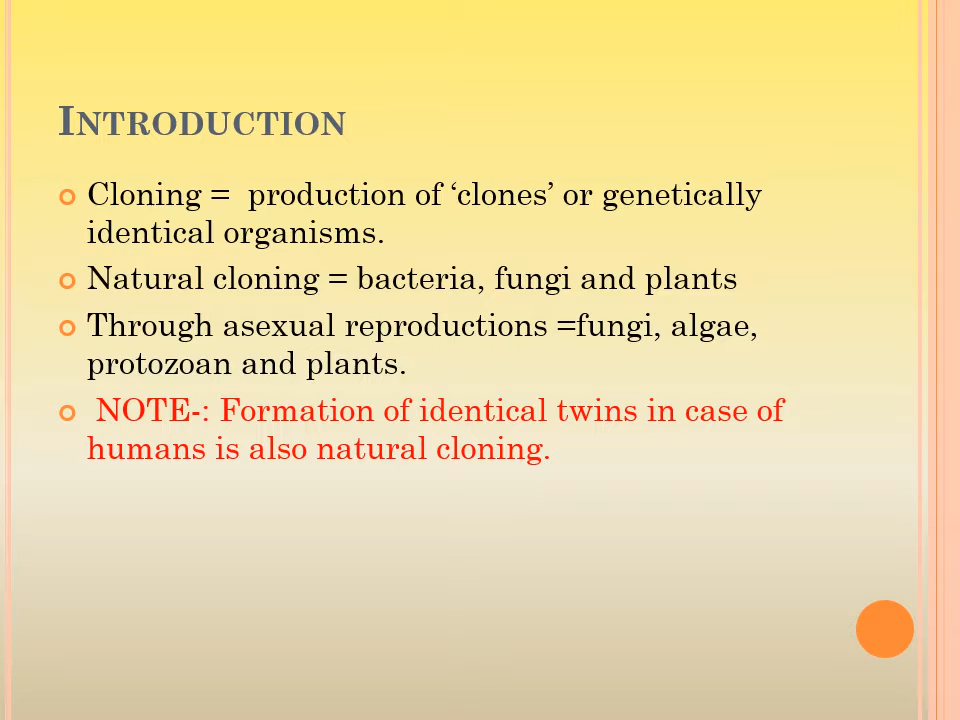 INTRODUCTION
Cloning =  production of ‘clones’ or genetically
identical organisms.
Natural cloning = bacteria, fungi and plants
Through asexual reproductions =fungi, algae,
protozoan and plants.
NOTE-: Formation of identical twins in case of
humans is also natural cloning.